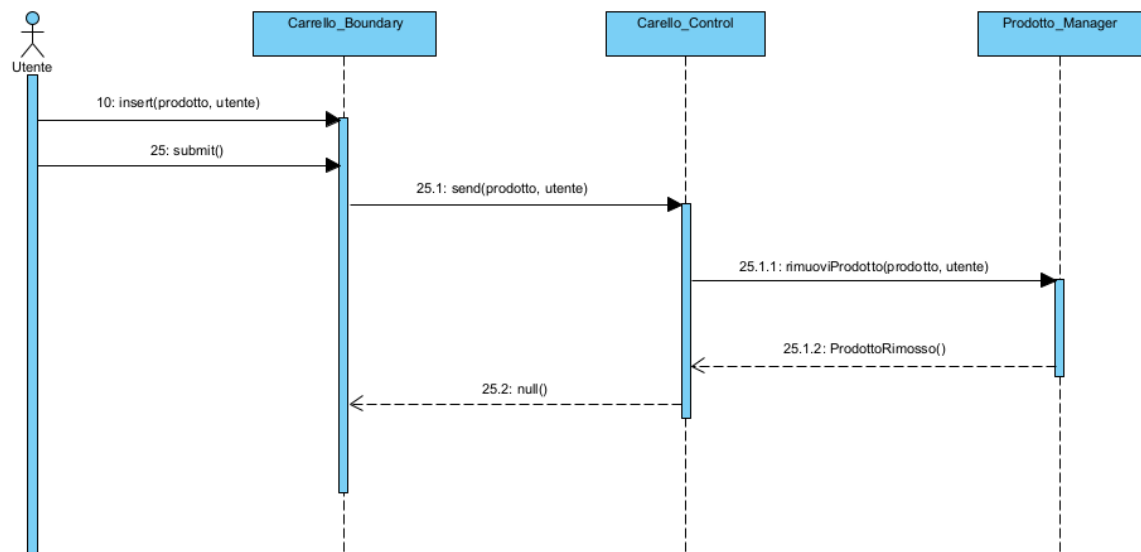 Utente
Carrello_Boundary
Carello_Control
Prodotto_Manager
10: insert(prodotto, utente)
25: submit()
25.1: send(prodotto, utente)
25.1.1: rimuoviProdotto(prodotto, utente)
25.1.2: ProdottoRimosso()
25.2: null()